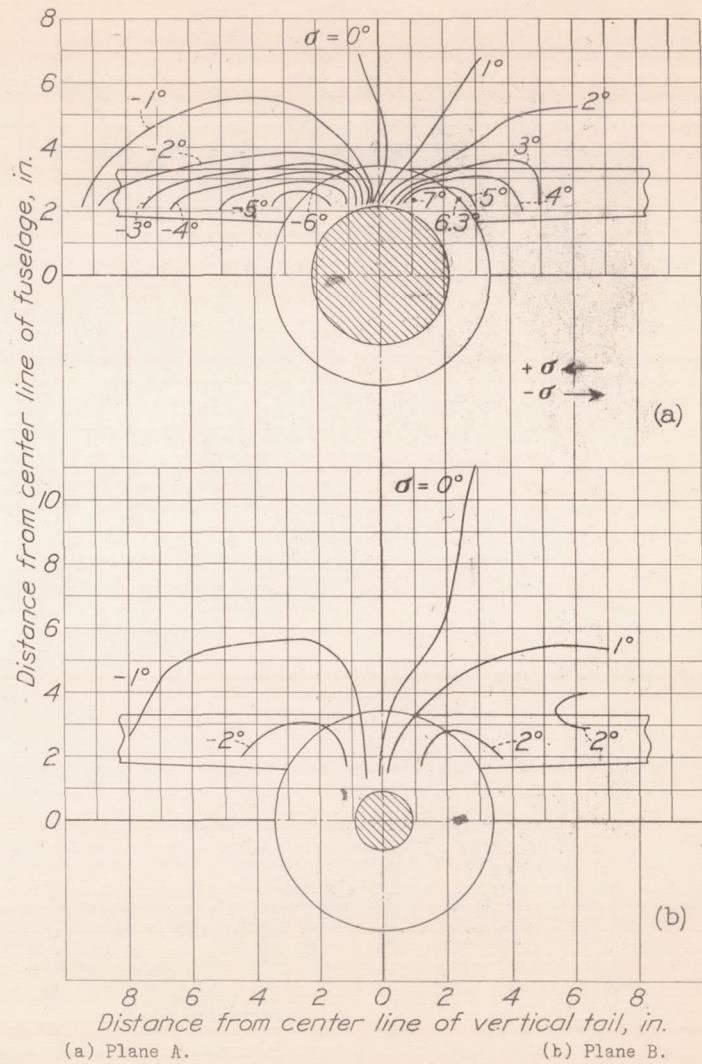 8
σ = 0°
1°
6
-1°
2°
4
-2°
3°
2
-3°
-4°
-5°
-6°
7°
6.3°
5°
4°
0
+ σ
- σ
(a)
Distance from center line of fuselage, in.
10
σ = 0°
8
6
-1°
1°
4
-2°
2°
2°
2
0
(b)
8 6 4 2 0 2 4 6 8
Distance from center line of vertical tail, in.
(a) Plane A. (b) Plane B.